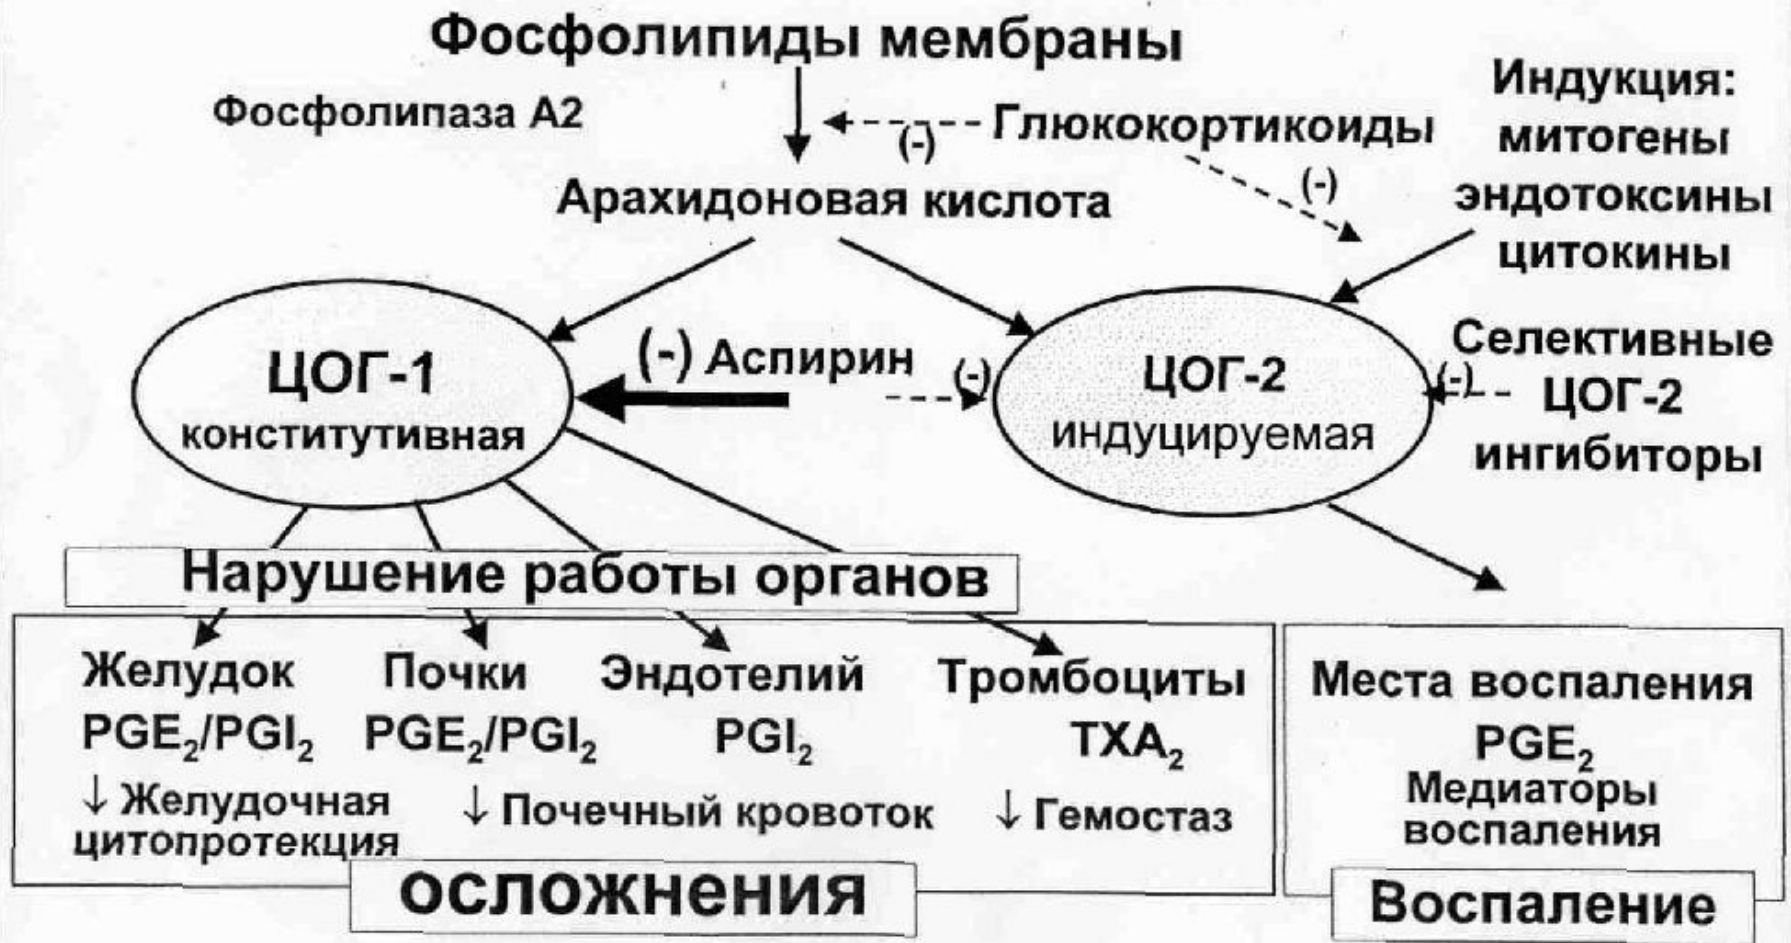 Фосфолипиды мембраны
Фосфолипаза А2
(-)
Глюкокортикоиды
(-)
Индукция:
митогены
эндотоксины
цитокины
Арахидоновая кислота
ЦОГ-1
конститутивная
(-) Аспирин
(-)
ЦОГ-2
индуцируемая
(-)
Селективные
ЦОГ-2
ингибиторы
Нарушение работы органов
Желудок
PGE₂/PGI₂
↓ Желудочная
цитопротекция
Почки
PGE₂/PGI₂
↓ Почечный кровоток
Эндотелий
PGI₂
Тромбоциты
TXA₂
↓ Гемостаз
осложнения
Места воспаления
PGE₂
Медиаторы
воспаления
Воспаление